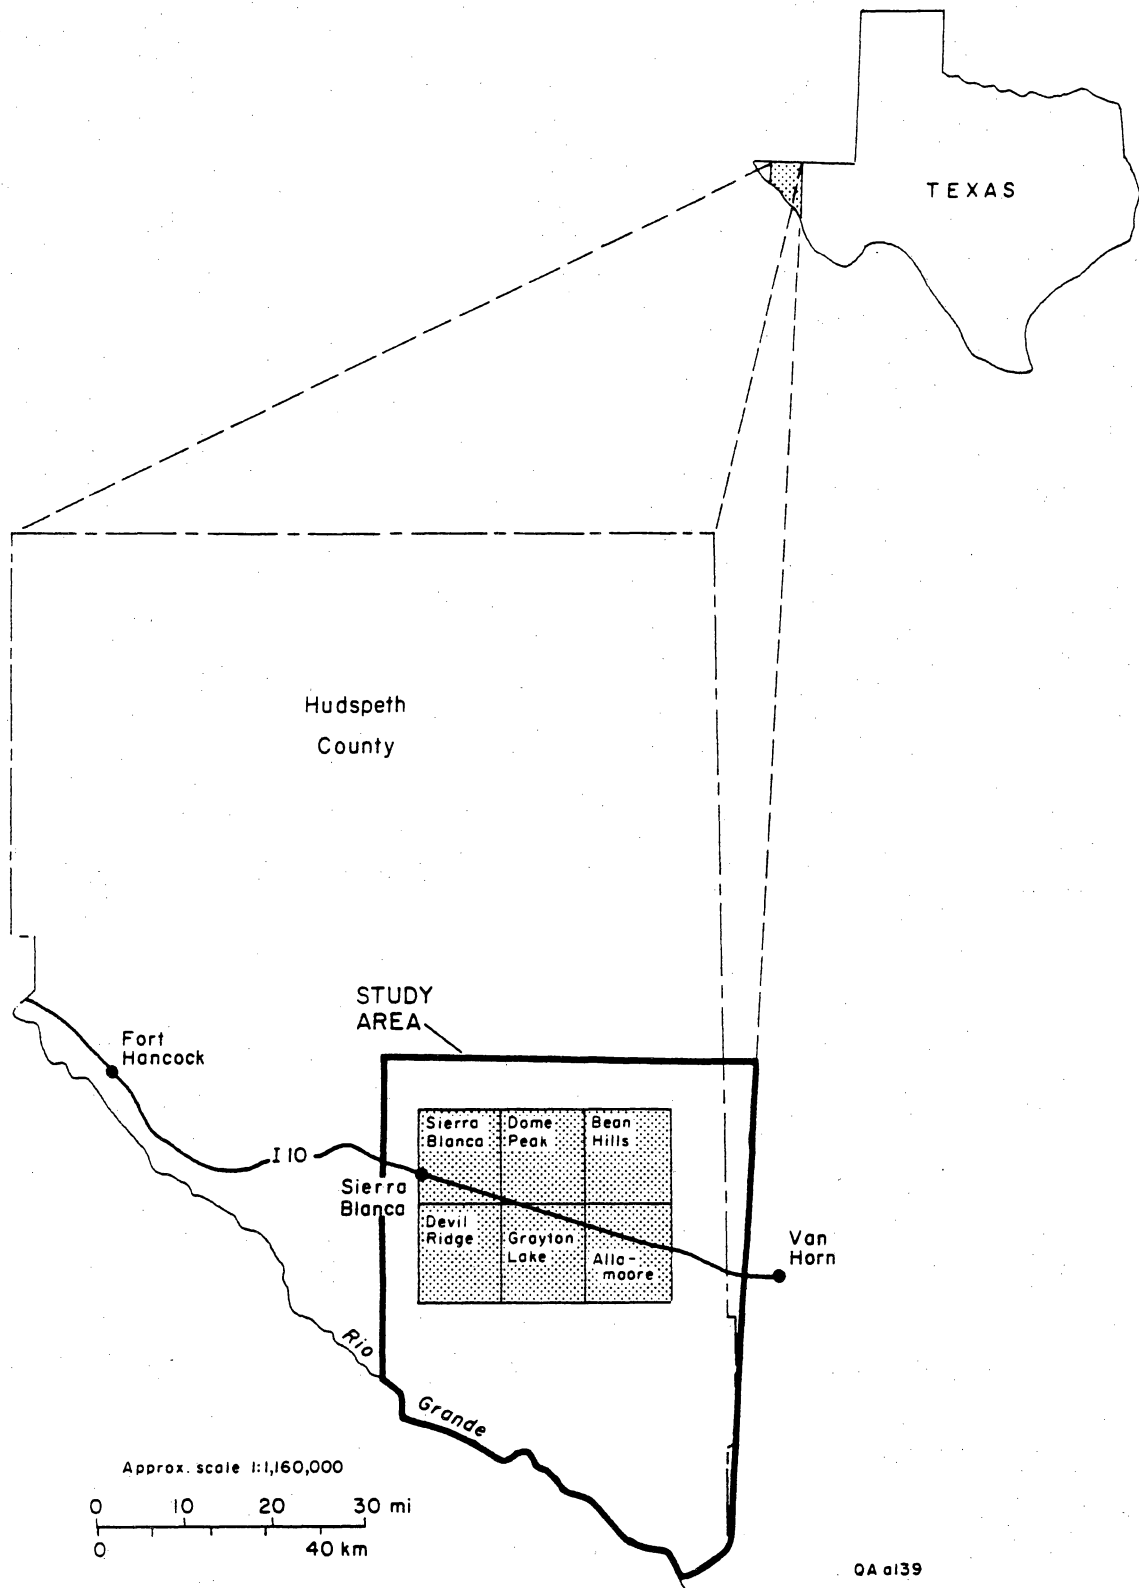 TEXAS
Hudspeth
County
STUDY
AREA
Fort
Hancock
I 10
Sierra
Blanca
Dome
Peak
Bean
Hills
Sierra
Blanca
Devil
Ridge
Grayton
Lake
Alla-
moore
Van
Horn
Rio
Grande
Approx. scale 1:1,160,000
0 10 20 30 mi
0 40 km
QA a139